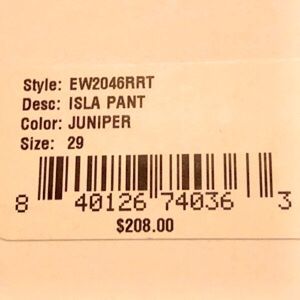 Style: EW2046RRT
Desc: ISLA PANT
Color: JUNIPER
Size: 29
8 40126 74036 3
$208.00